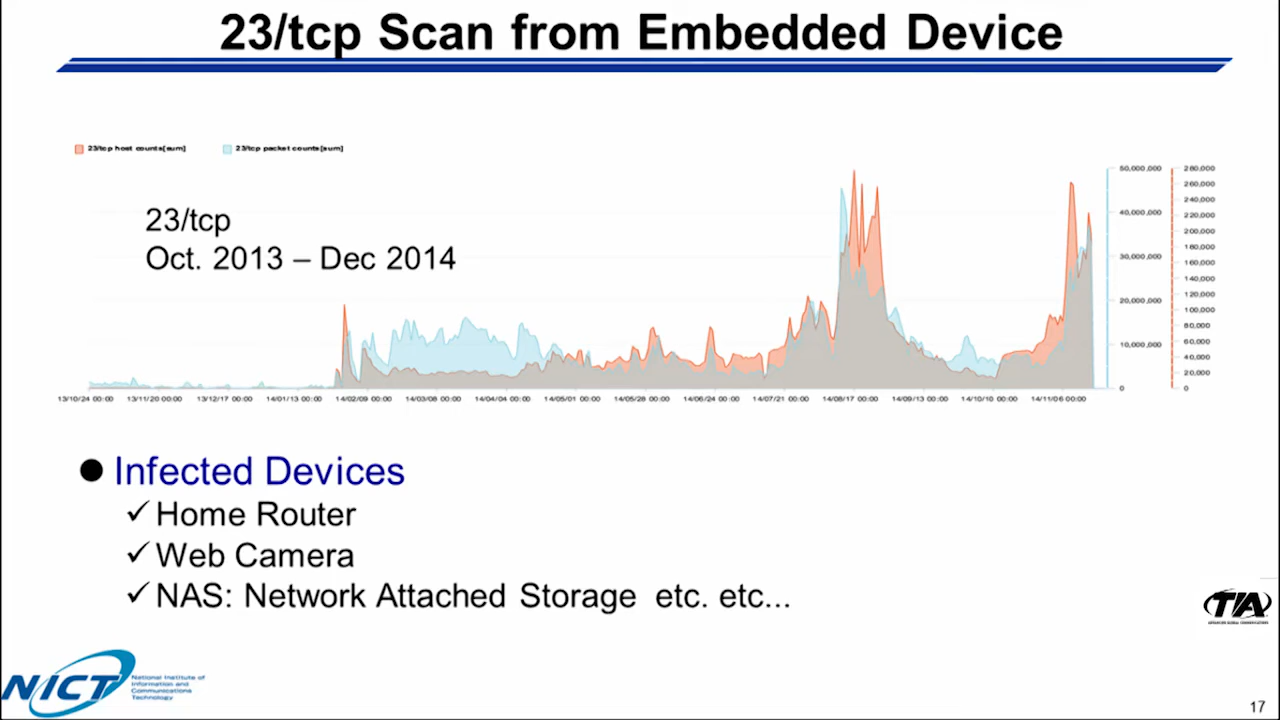 23/tcp Scan from Embedded Device
23/tcp host counts[sum] 23/tcp packet counts[sum]
23/tcp
Oct. 2013 – Dec 2014
50,000,000
40,000,000
30,000,000
20,000,000
10,000,000
0
280,000
260,000
240,000
220,000
200,000
180,000
160,000
140,000
120,000
100,000
80,000
60,000
40,000
20,000
0
13/10/24 00:00 13/11/20 00:00 13/12/17 00:00 14/01/13 00:00 14/02/09 00:00 14/03/08 00:00 14/04/04 00:00 14/05/01 00:00 14/05/28 00:00 14/06/24 00:00 14/07/21 00:00 14/08/17 00:00 14/09/13 00:00 14/10/10 00:00 14/11/06 00:00
Infected Devices
Home Router
Web Camera
NAS: Network Attached Storage etc. etc...
TIA
ADVANCING GLOBAL COMMUNICATIONS
NICT
National Institute of
Information and
Communications
Technology
17